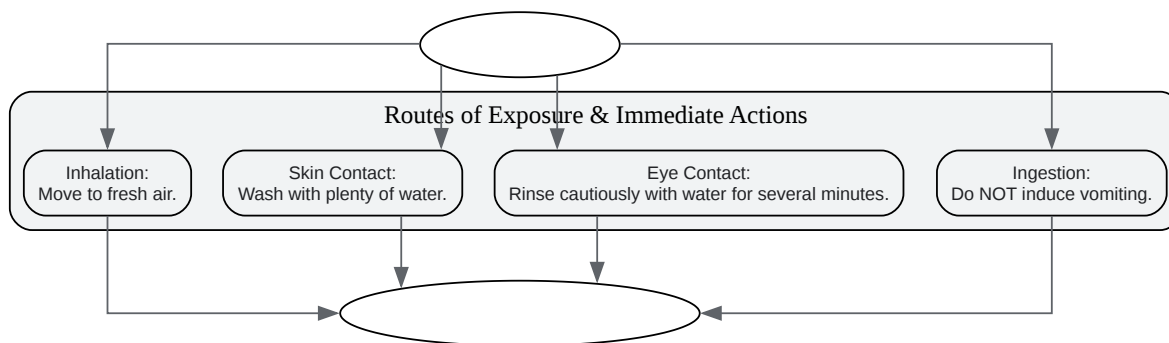 Routes of Exposure & Immediate Actions
Inhalation:
Move to fresh air.
Skin Contact:
Wash with plenty of water.
Eye Contact:
Rinse cautiously with water for several minutes.
Ingestion:
Do NOT induce vomiting.